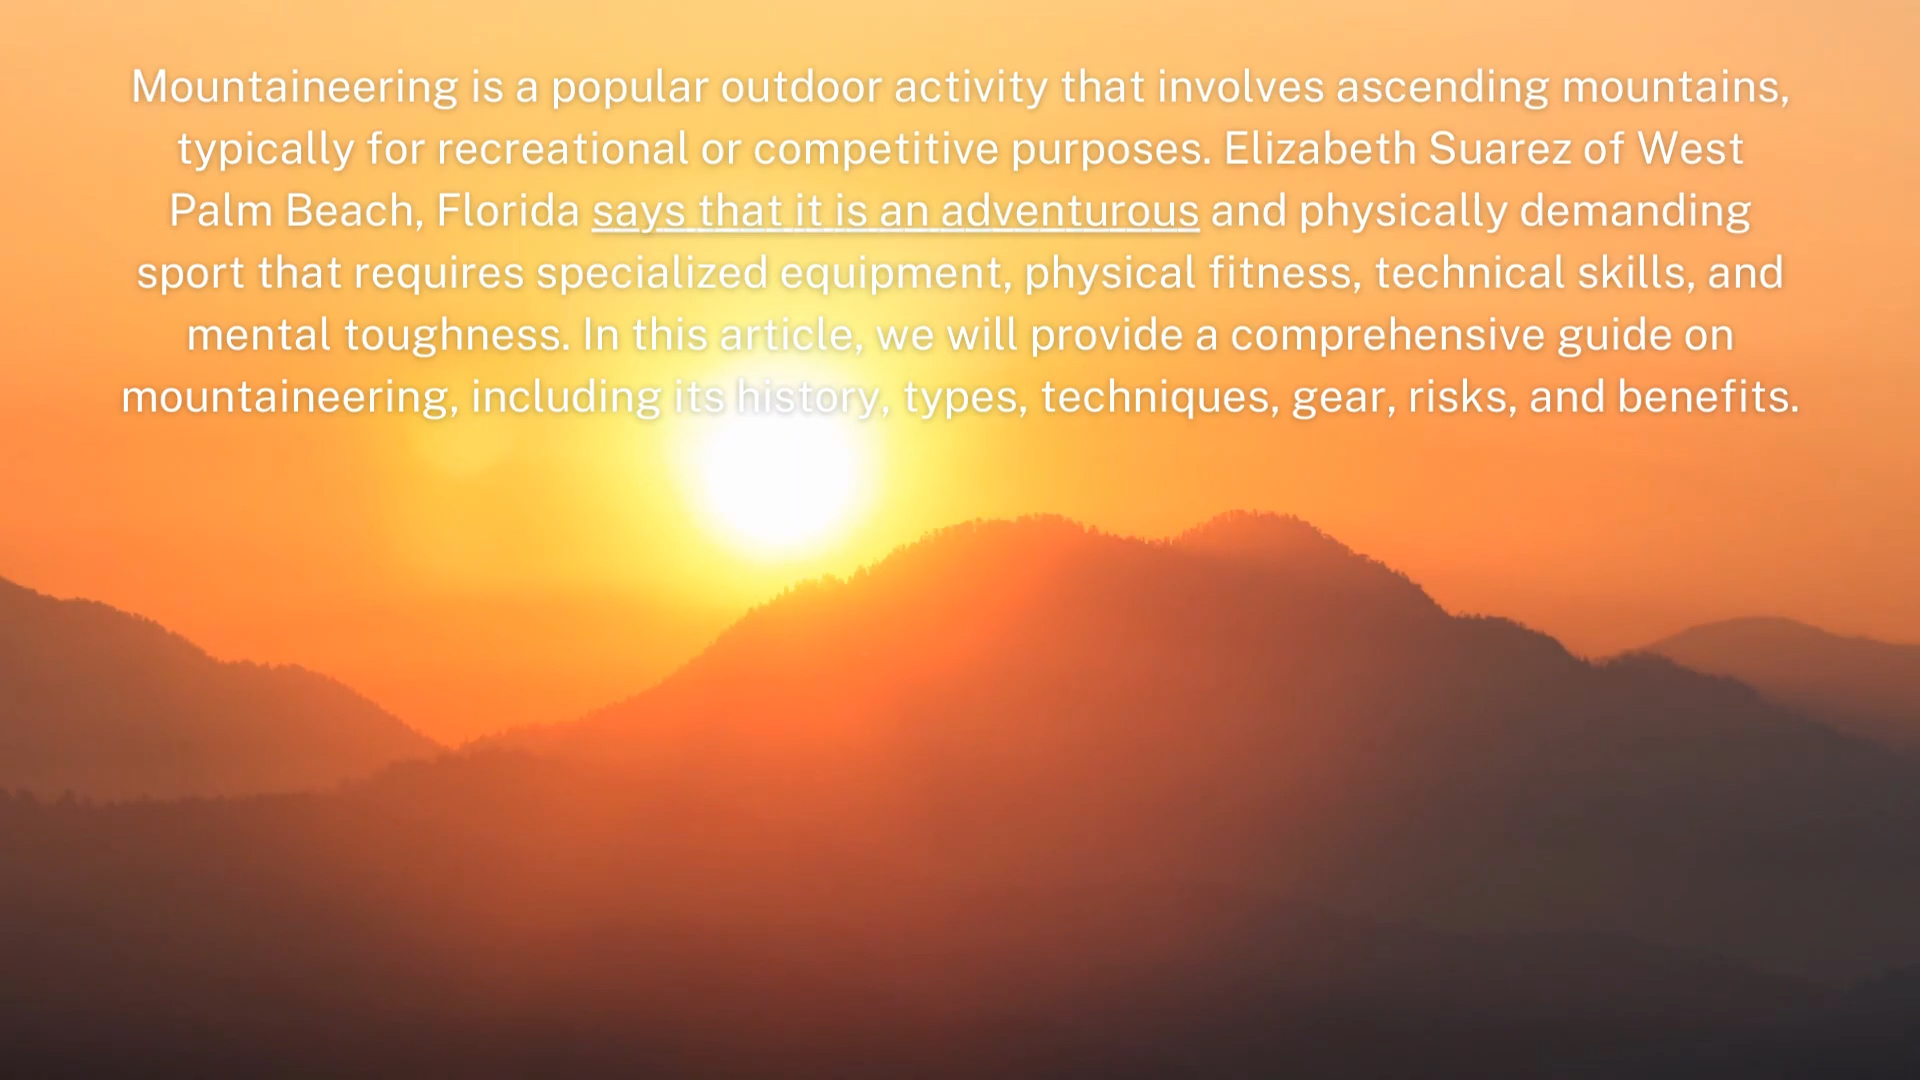 Mountaineering is a popular outdoor activity that involves ascending mountains,
typically for recreational or competitive purposes. Elizabeth Suarez of West
Palm Beach, Florida says that it is an adventurous and physically demanding
sport that requires specialized equipment, physical fitness, technical skills, and
mental toughness. In this article, we will provide a comprehensive guide on
mountaineering, including its history, types, techniques, gear, risks, and benefits.